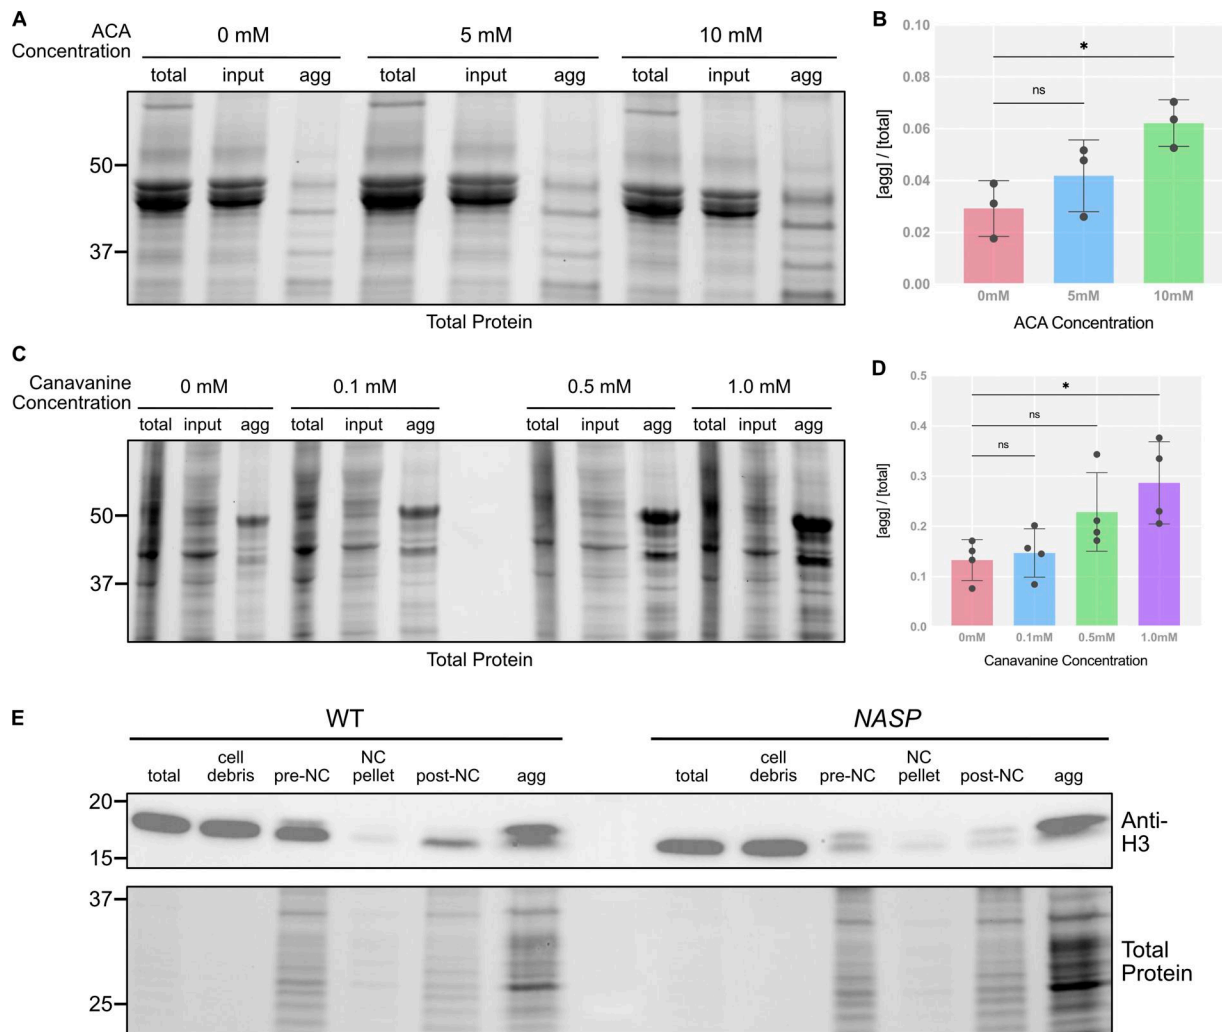 A
ACA
Concentration
0 mM 5 mM 10 mM
total input agg total input agg total input agg
50
37
Total Protein
B
0.10
0.08
0.06
0.04
0.02
0.00
[agg] / [total]
*
ns
0mM 5mM 10mM
ACA Concentration
C
Canavanine
Concentration
0 mM 0.1 mM 0.5 mM 1.0 mM
total input agg total input agg total input agg total input agg
50
37
Total Protein
D
0.5
0.4
0.3
0.2
0.1
0.0
[agg] / [total]
*
ns
ns
0mM 0.1mM 0.5mM 1.0mM
Canavanine Concentration
E
WT NASP
total cell debris pre-NC NC pellet post-NC agg total cell debris pre-NC NC pellet post-NC agg
20
15
Anti-
H3
37
25
Total
Protein